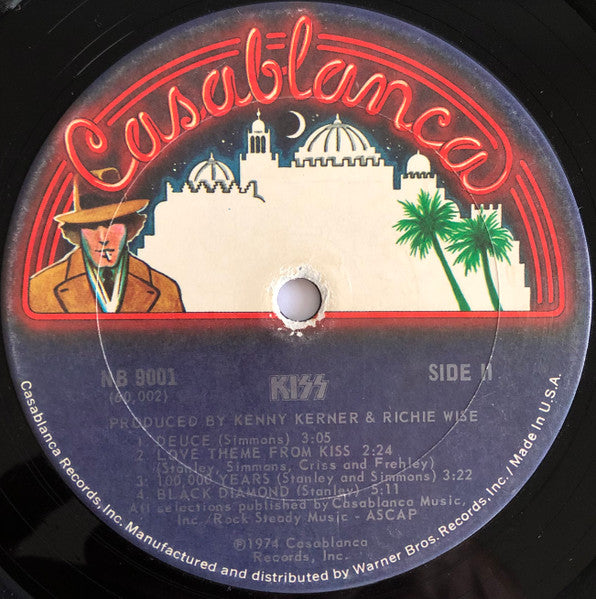 Casablanca
NB 9001
(60,002)
KISS
SIDE II
PRODUCED BY KENNY KERNER & RICHIE WISE
1. DEUCE (Simmons) 3:05
2. LOVE THEME FROM KISS 2:24
(Stanley, Simmons, Criss and Frehley)
3. 100,000 YEARS (Stanley and Simmons) 3:22
4. BLACK DIAMOND (Stanley) 5:11
All selections published by Casablanca Music,
Inc./Rock Steady Music - ASCAP
℗1974 Casablanca
Records, Inc.
Casablanca Records, Inc. Manufactured and distributed by Warner Bros. Records, Inc. / Made in U.S.A.